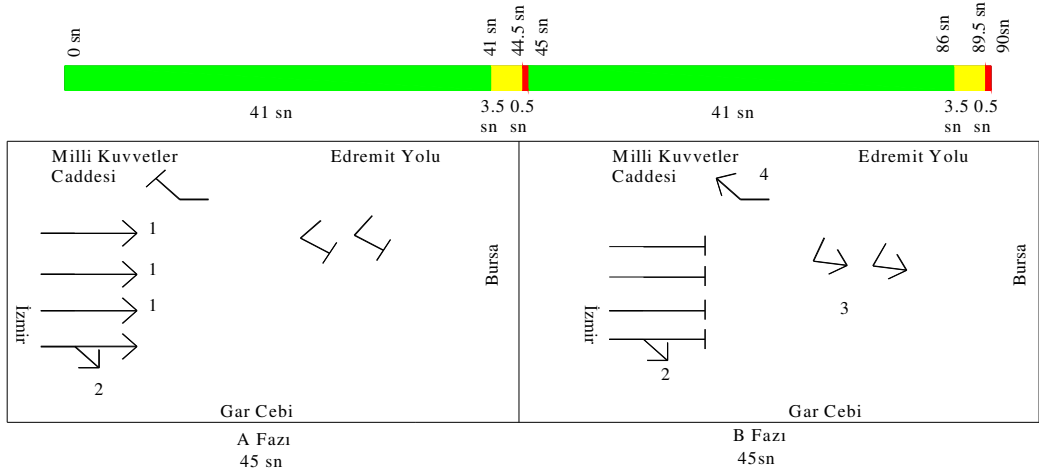 0 sn
41 sn
44.5 sn
45 sn
86 sn
89.5 sn
90sn
41 sn
3.5
sn
0.5
sn
41 sn
3.5
sn
0.5
sn
Milli Kuvvetler
Caddesi
Edremit Yolu
1
1
1
2
İzmir
Bursa
Gar Cebi
A Fazı
45 sn
Milli Kuvvetler
Caddesi
Edremit Yolu
4
3
2
İzmir
Bursa
Gar Cebi
B Fazı
45sn